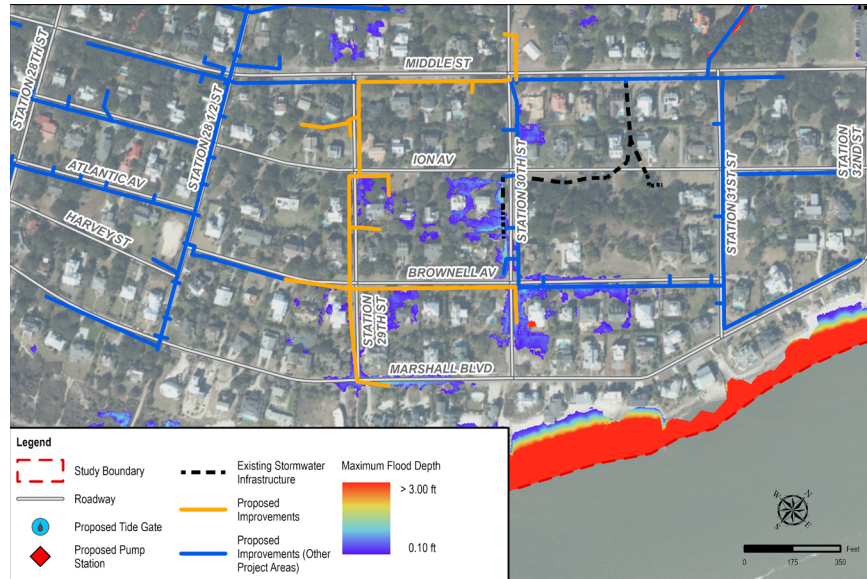 MIDDLE ST
STATION 28TH ST
STATION 28 1/2 ST
ION AV
STATION 30TH ST
STATION 31ST ST
STATION 32ND ST
ATLANTIC AV
HARVEY ST
BROWNELL AV
STATION
29TH ST
MARSHALL BLVD
Legend
Study Boundary
Roadway
Proposed Tide Gate
Proposed Pump
Station
Existing Stormwater
Infrastructure
Proposed
Improvements
Proposed
Improvements (Other
Project Areas)
Maximum Flood Depth
> 3.00 ft
0.10 ft
N
E
S
W
Feet
0 175 350